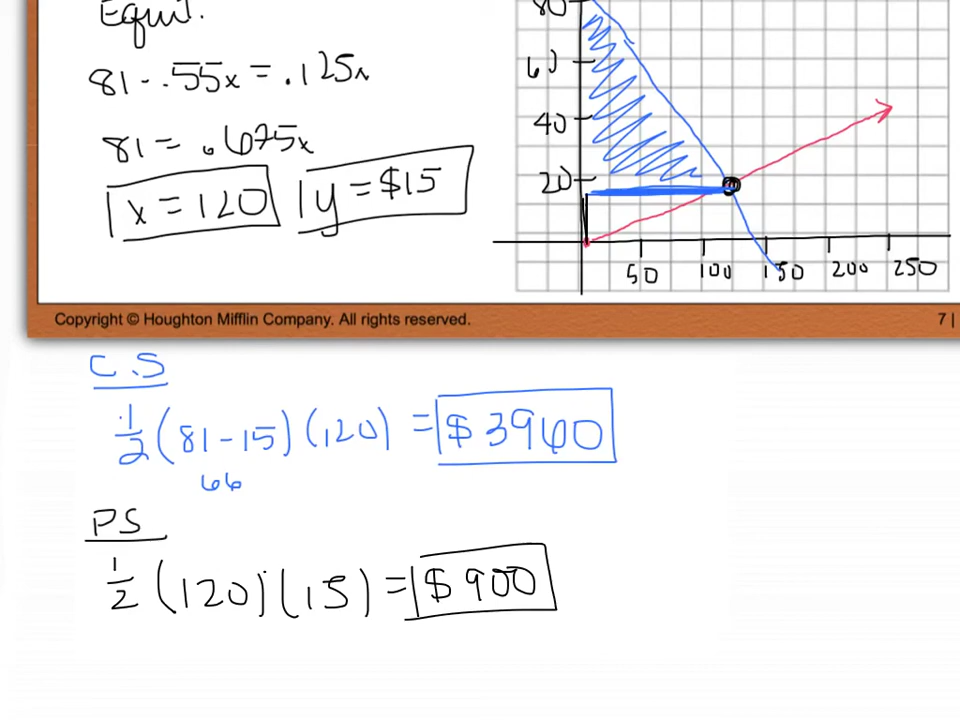 Equil.
81 - .55x = .125x
81 = .675x
x = 120 y = $15
80
60
40
20
50 100 150 200 250
Copyright © Houghton Mifflin Company. All rights reserved. 7 |
C.S
1/2 (81-15)(120) = $3960
66
PS
1/2 (120)(15) = $900